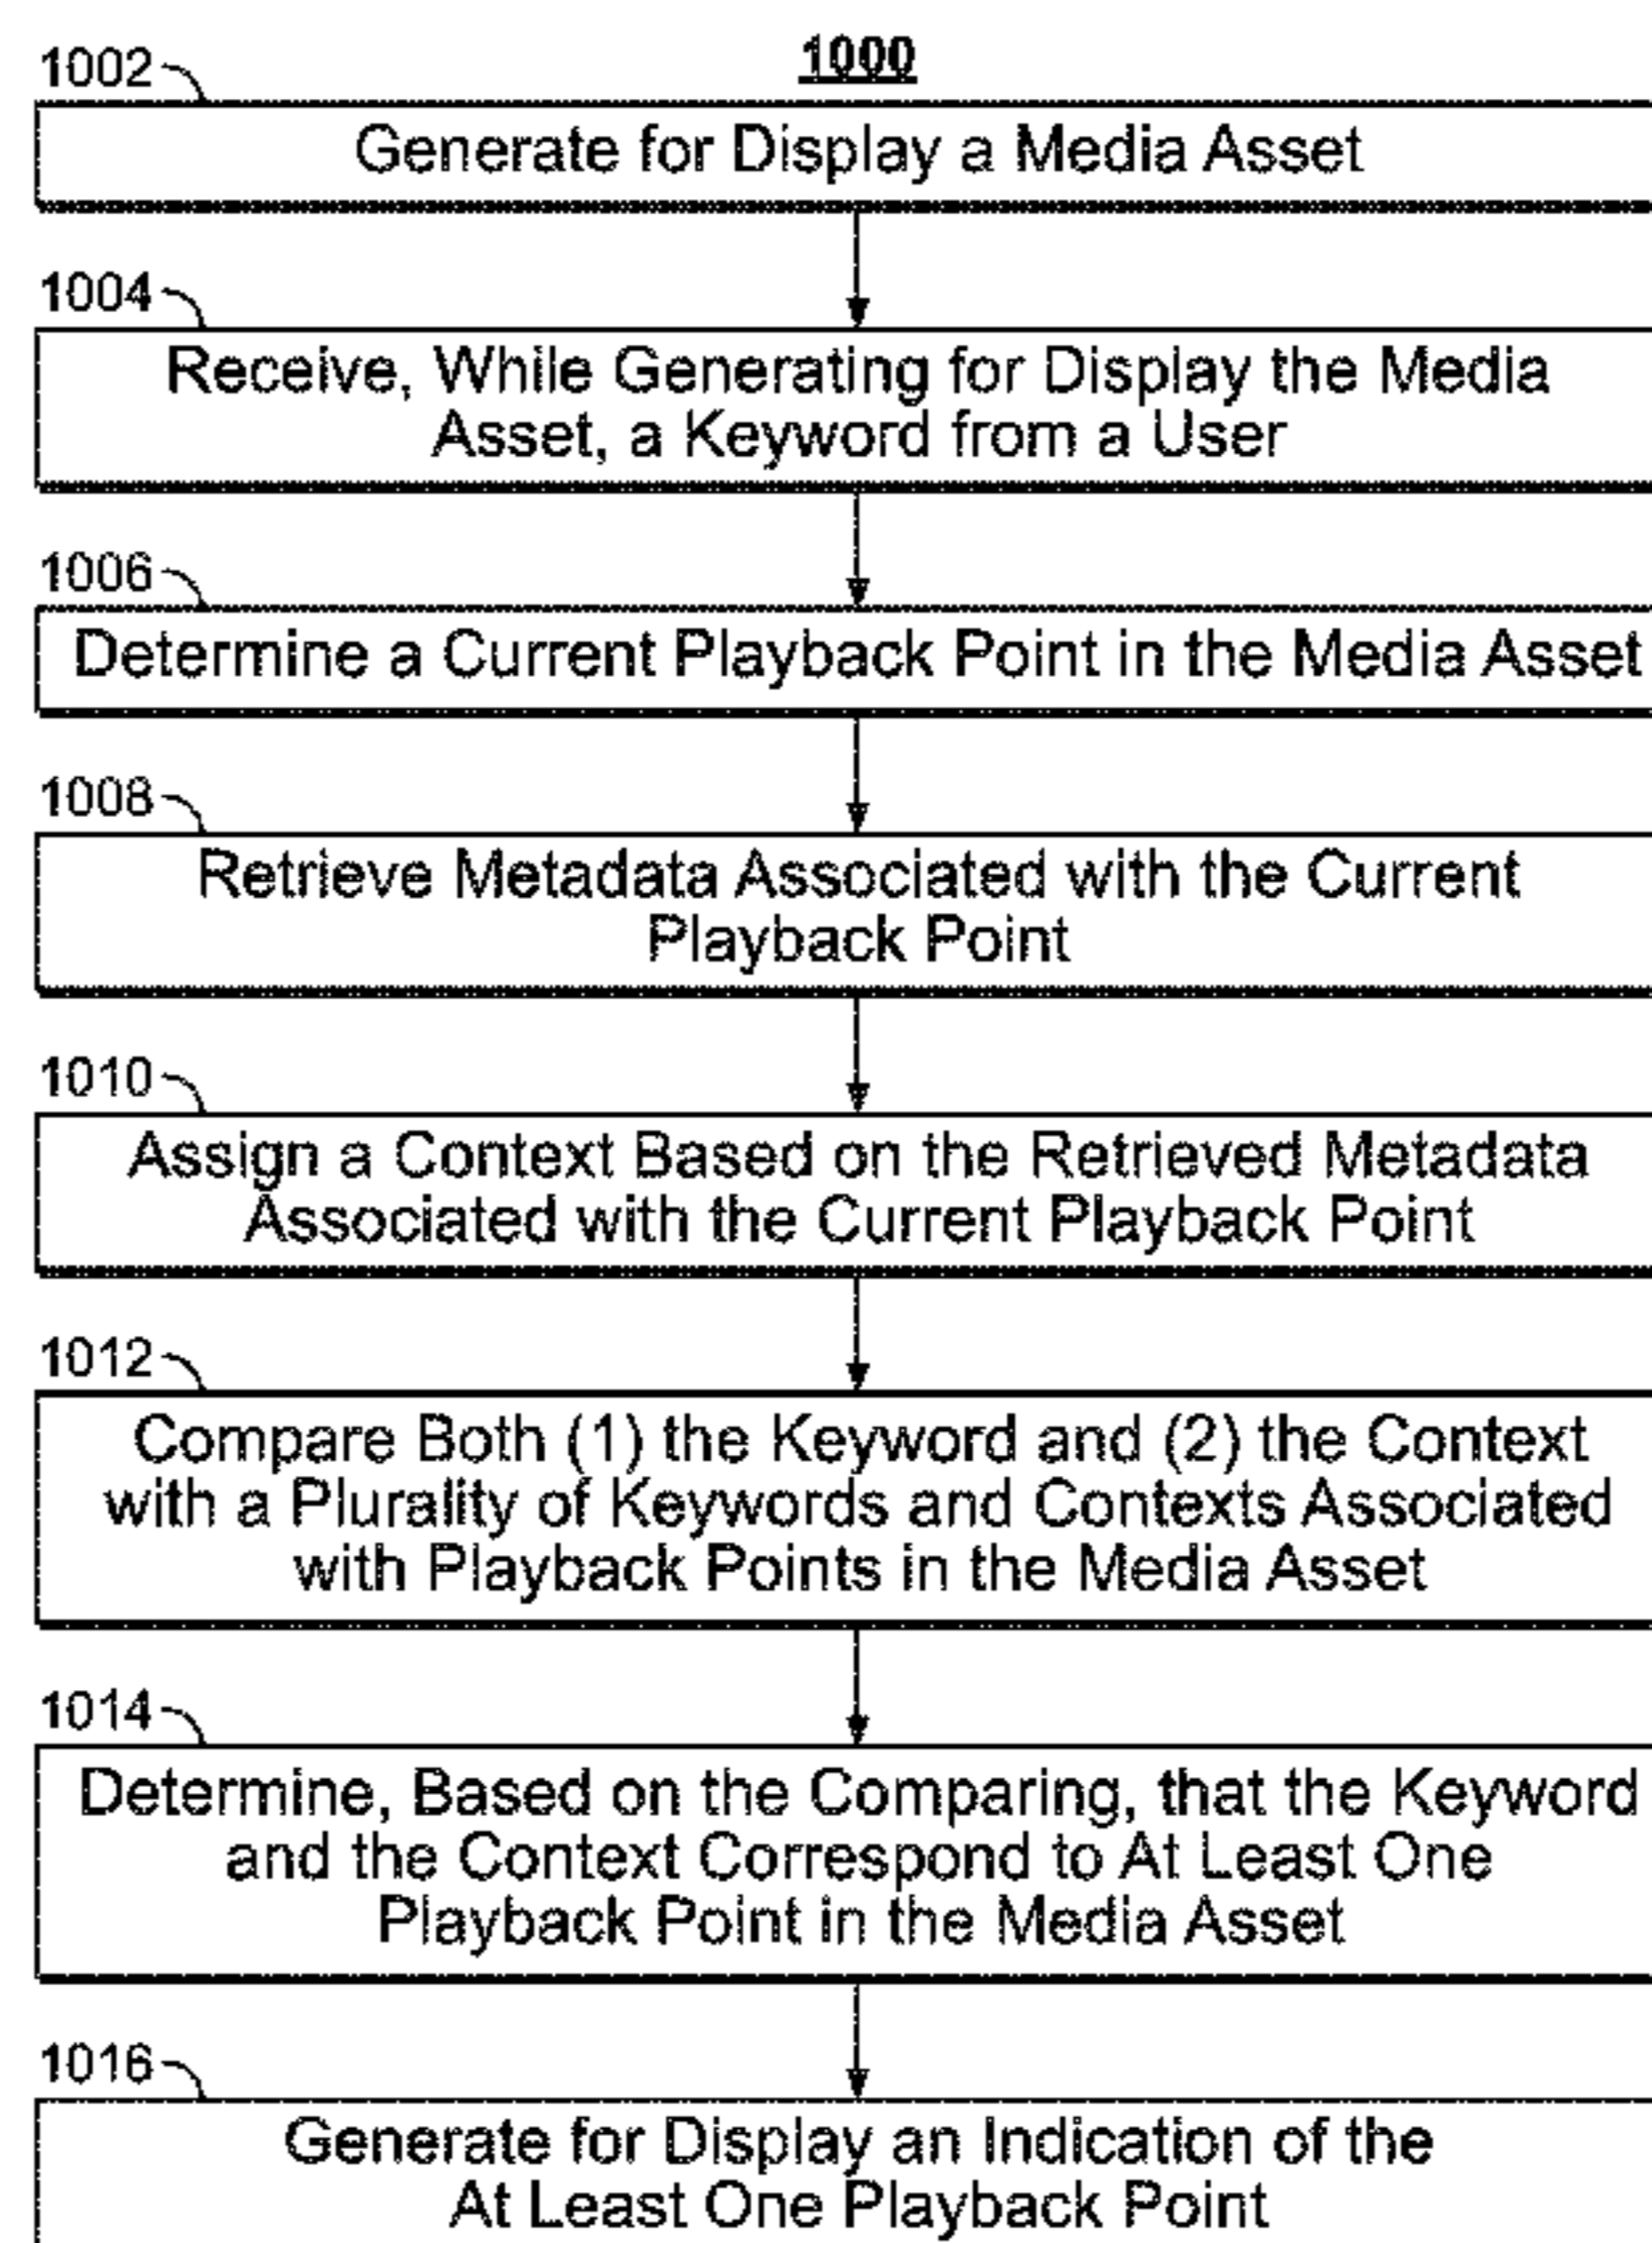 1000
1002
Generate for Display a Media Asset
1004
Receive, While Generating for Display the Media
Asset, a Keyword from a User
1006
Determine a Current Playback Point in the Media Asset
1008
Retrieve Metadata Associated with the Current
Playback Point
1010
Assign a Context Based on the Retrieved Metadata
Associated with the Current Playback Point
1012
Compare Both (1) the Keyword and (2) the Context
with a Plurality of Keywords and Contexts Associated
with Playback Points in the Media Asset
1014
Determine, Based on the Comparing, that the Keyword
and the Context Correspond to At Least One
Playback Point in the Media Asset
1016
Generate for Display an Indication of the
At Least One Playback Point